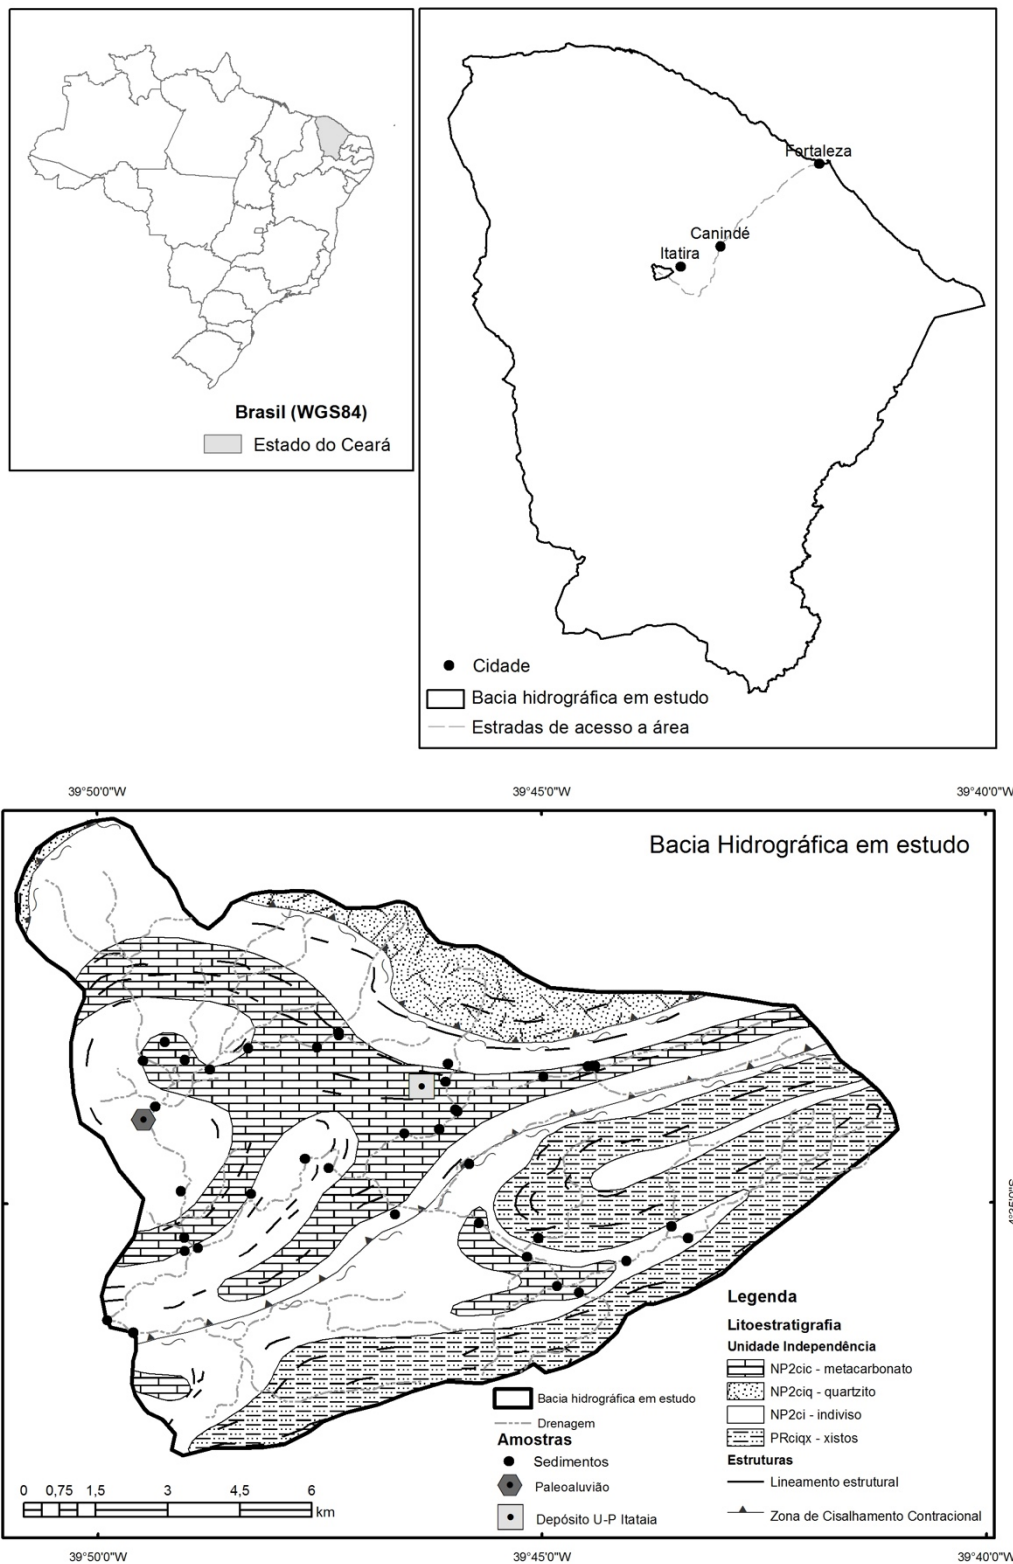 Brasil (WGS84)
Estado do Ceará
Fortaleza
Canindé
Itatira
Cidade
Bacia hidrográfica em estudo
Estradas de acesso a área
39°50'0"W
39°45'0"W
39°40'0"W
Bacia Hidrográfica em estudo
Legenda
Litoestratigrafia
Unidade Independência
NP2cic - metacarbonato
NP2ciq - quartzito
NP2ci - indiviso
PRciqx - xistos
Estruturas
Lineamento estrutural
Zona de Cisalhamento Contracional
Bacia hidrográfica em estudo
Drenagem
Amostras
Sedimentos
Paleoaluvião
Depósito U-P Itataia
0 0,75 1,5 3 4,5 6
km
39°50'0"W
39°45'0"W
39°40'0"W